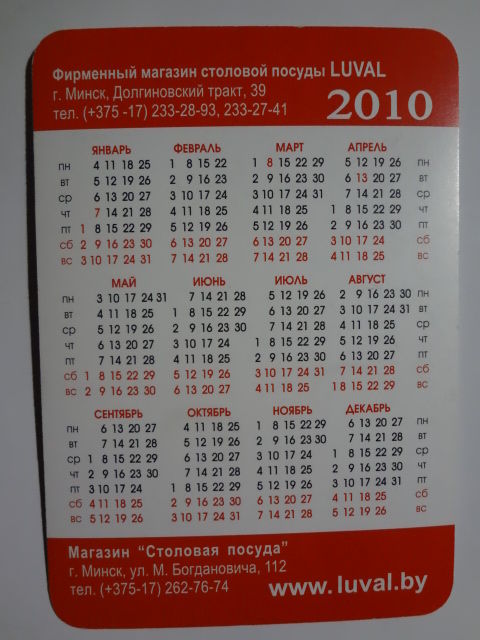 Фирменный магазин столовой посуды LUVAL
г. Минск, Долгиновский тракт, 39
тел. (+375 -17) 233-28-93, 233-27-41
2010
ЯНВАРЬ ФЕВРАЛЬ МАРТ АПРЕЛЬ
ПН 4 11 18 25 1 8 15 22 1 8 15 22 29 5 12 19 26 ПН
ВТ 5 12 19 26 2 9 16 23 2 9 16 23 30 6 13 20 27 ВТ
СР 6 13 20 27 3 10 17 24 3 10 17 24 31 7 14 21 28 СР
ЧТ 7 14 21 28 4 11 18 25 4 11 18 25 1 8 15 22 29 ЧТ
ПТ 1 8 15 22 29 5 12 19 26 5 12 19 26 2 9 16 23 30 ПТ
СБ 2 9 16 23 30 6 13 20 27 6 13 20 27 3 10 17 24 СБ
ВС 3 10 17 24 31 7 14 21 28 7 14 21 28 4 11 18 25 ВС
МАЙ ИЮНЬ ИЮЛЬ АВГУСТ
ПН 3 10 17 24 31 7 14 21 28 5 12 19 26 2 9 16 23 30 ПН
ВТ 4 11 18 25 1 8 15 22 29 6 13 20 27 3 10 17 24 31 ВТ
СР 5 12 19 26 2 9 16 23 30 7 14 21 28 4 11 18 25 СР
ЧТ 6 13 20 27 3 10 17 24 1 8 15 22 29 5 12 19 26 ЧТ
ПТ 7 14 21 28 4 11 18 25 2 9 16 23 30 6 13 20 27 ПТ
СБ 1 8 15 22 29 5 12 19 26 3 10 17 24 31 7 14 21 28 СБ
ВС 2 9 16 23 30 6 13 20 27 4 11 18 25 1 8 15 22 29 ВС
СЕНТЯБРЬ ОКТЯБРЬ НОЯБРЬ ДЕКАБРЬ
ПН 6 13 20 27 4 11 18 25 1 8 15 22 29 6 13 20 27 ПН
ВТ 7 14 21 28 5 12 19 26 2 9 16 23 30 7 14 21 28 ВТ
СР 1 8 15 22 29 6 13 20 27 3 10 17 24 1 8 15 22 29 СР
ЧТ 2 9 16 23 30 7 14 21 28 4 11 18 25 2 9 16 23 30 ЧТ
ПТ 3 10 17 24 1 8 15 22 29 5 12 19 26 3 10 17 24 31 ПТ
СБ 4 11 18 25 2 9 16 23 30 6 13 20 27 4 11 18 25 СБ
ВС 5 12 19 26 3 10 17 24 31 7 14 21 28 5 12 19 26 ВС
Магазин "Столовая посуда"
г. Минск, ул. М. Богдановича, 112
тел. (+375-17) 262-76-74
www.luval.by